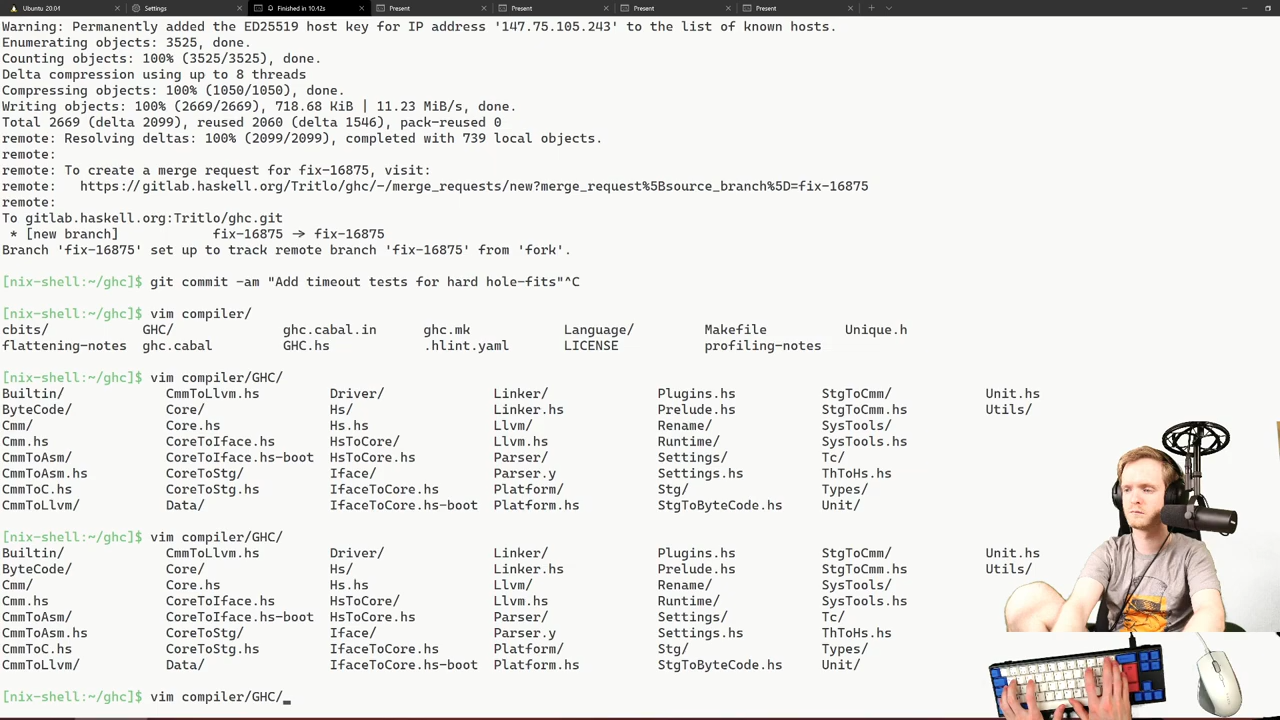 Ubuntu 20.04 Settings Finished in 10.42s Present Present Present Present
Warning: Permanently added the ED25519 host key for IP address '147.75.105.243' to the list of known hosts.
Enumerating objects: 3525, done.
Counting objects: 100% (3525/3525), done.
Delta compression using up to 8 threads
Compressing objects: 100% (1050/1050), done.
Writing objects: 100% (2669/2669), 718.68 KiB | 11.23 MiB/s, done.
Total 2669 (delta 2099), reused 2060 (delta 1546), pack-reused 0
remote: Resolving deltas: 100% (2099/2099), completed with 739 local objects.
remote:
remote: To create a merge request for fix-16875, visit:
remote:   https://gitlab.haskell.org/Tritlo/ghc/-/merge_requests/new?merge_request%5Bsource_branch%5D=fix-16875
remote:
To gitlab.haskell.org:Tritlo/ghc.git
 * [new branch]          fix-16875 -> fix-16875
Branch 'fix-16875' set up to track remote branch 'fix-16875' from 'fork'.
[nix-shell:~/ghc]$ git commit -am "Add timeout tests for hard hole-fits"^C
[nix-shell:~/ghc]$ vim compiler/
cbits/ GHC/ ghc.cabal.in ghc.mk Language/ Makefile Unique.h
flattening-notes ghc.cabal GHC.hs .hlint.yaml LICENSE profiling-notes
[nix-shell:~/ghc]$ vim compiler/GHC/
Builtin/ CmmToLlvm.hs Driver/ Linker/ Plugins.hs StgToCmm/ Unit.hs
ByteCode/ Core/ Hs/ Linker.hs Prelude.hs StgToCmm.hs Utils/
Cmm/ Core.hs Hs.hs Llvm/ Rename/ SysTools/
Cmm.hs CoreToIface.hs HsToCore/ Llvm.hs Runtime/ SysTools.hs
CmmToAsm/ CoreToIface.hs-boot HsToCore.hs Parser/ Settings/ Tc/
CmmToAsm.hs CoreToStg/ Iface/ Parser.y Settings.hs ThToHs.hs
CmmToC.hs CoreToStg.hs IfaceToCore.hs Platform/ Stg/ Types/
CmmToLlvm/ Data/ IfaceToCore.hs-boot Platform.hs StgToByteCode.hs Unit/
[nix-shell:~/ghc]$ vim compiler/GHC/
Builtin/ CmmToLlvm.hs Driver/ Linker/ Plugins.hs StgToCmm/ Unit.hs
ByteCode/ Core/ Hs/ Linker.hs Prelude.hs StgToCmm.hs Utils/
Cmm/ Core.hs Hs.hs Llvm/ Rename/ SysTools/
Cmm.hs CoreToIface.hs HsToCore/ Llvm.hs Runtime/ SysTools.hs
CmmToAsm/ CoreToIface.hs-boot HsToCore.hs Parser/ Settings/ Tc/
CmmToAsm.hs CoreToStg/ Iface/ Parser.y Settings.hs ThToHs.hs
CmmToC.hs CoreToStg.hs IfaceToCore.hs Platform/ Stg/ Types/
CmmToLlvm/ Data/ IfaceToCore.hs-boot Platform.hs StgToByteCode.hs Unit/
[nix-shell:~/ghc]$ vim compiler/GHC/